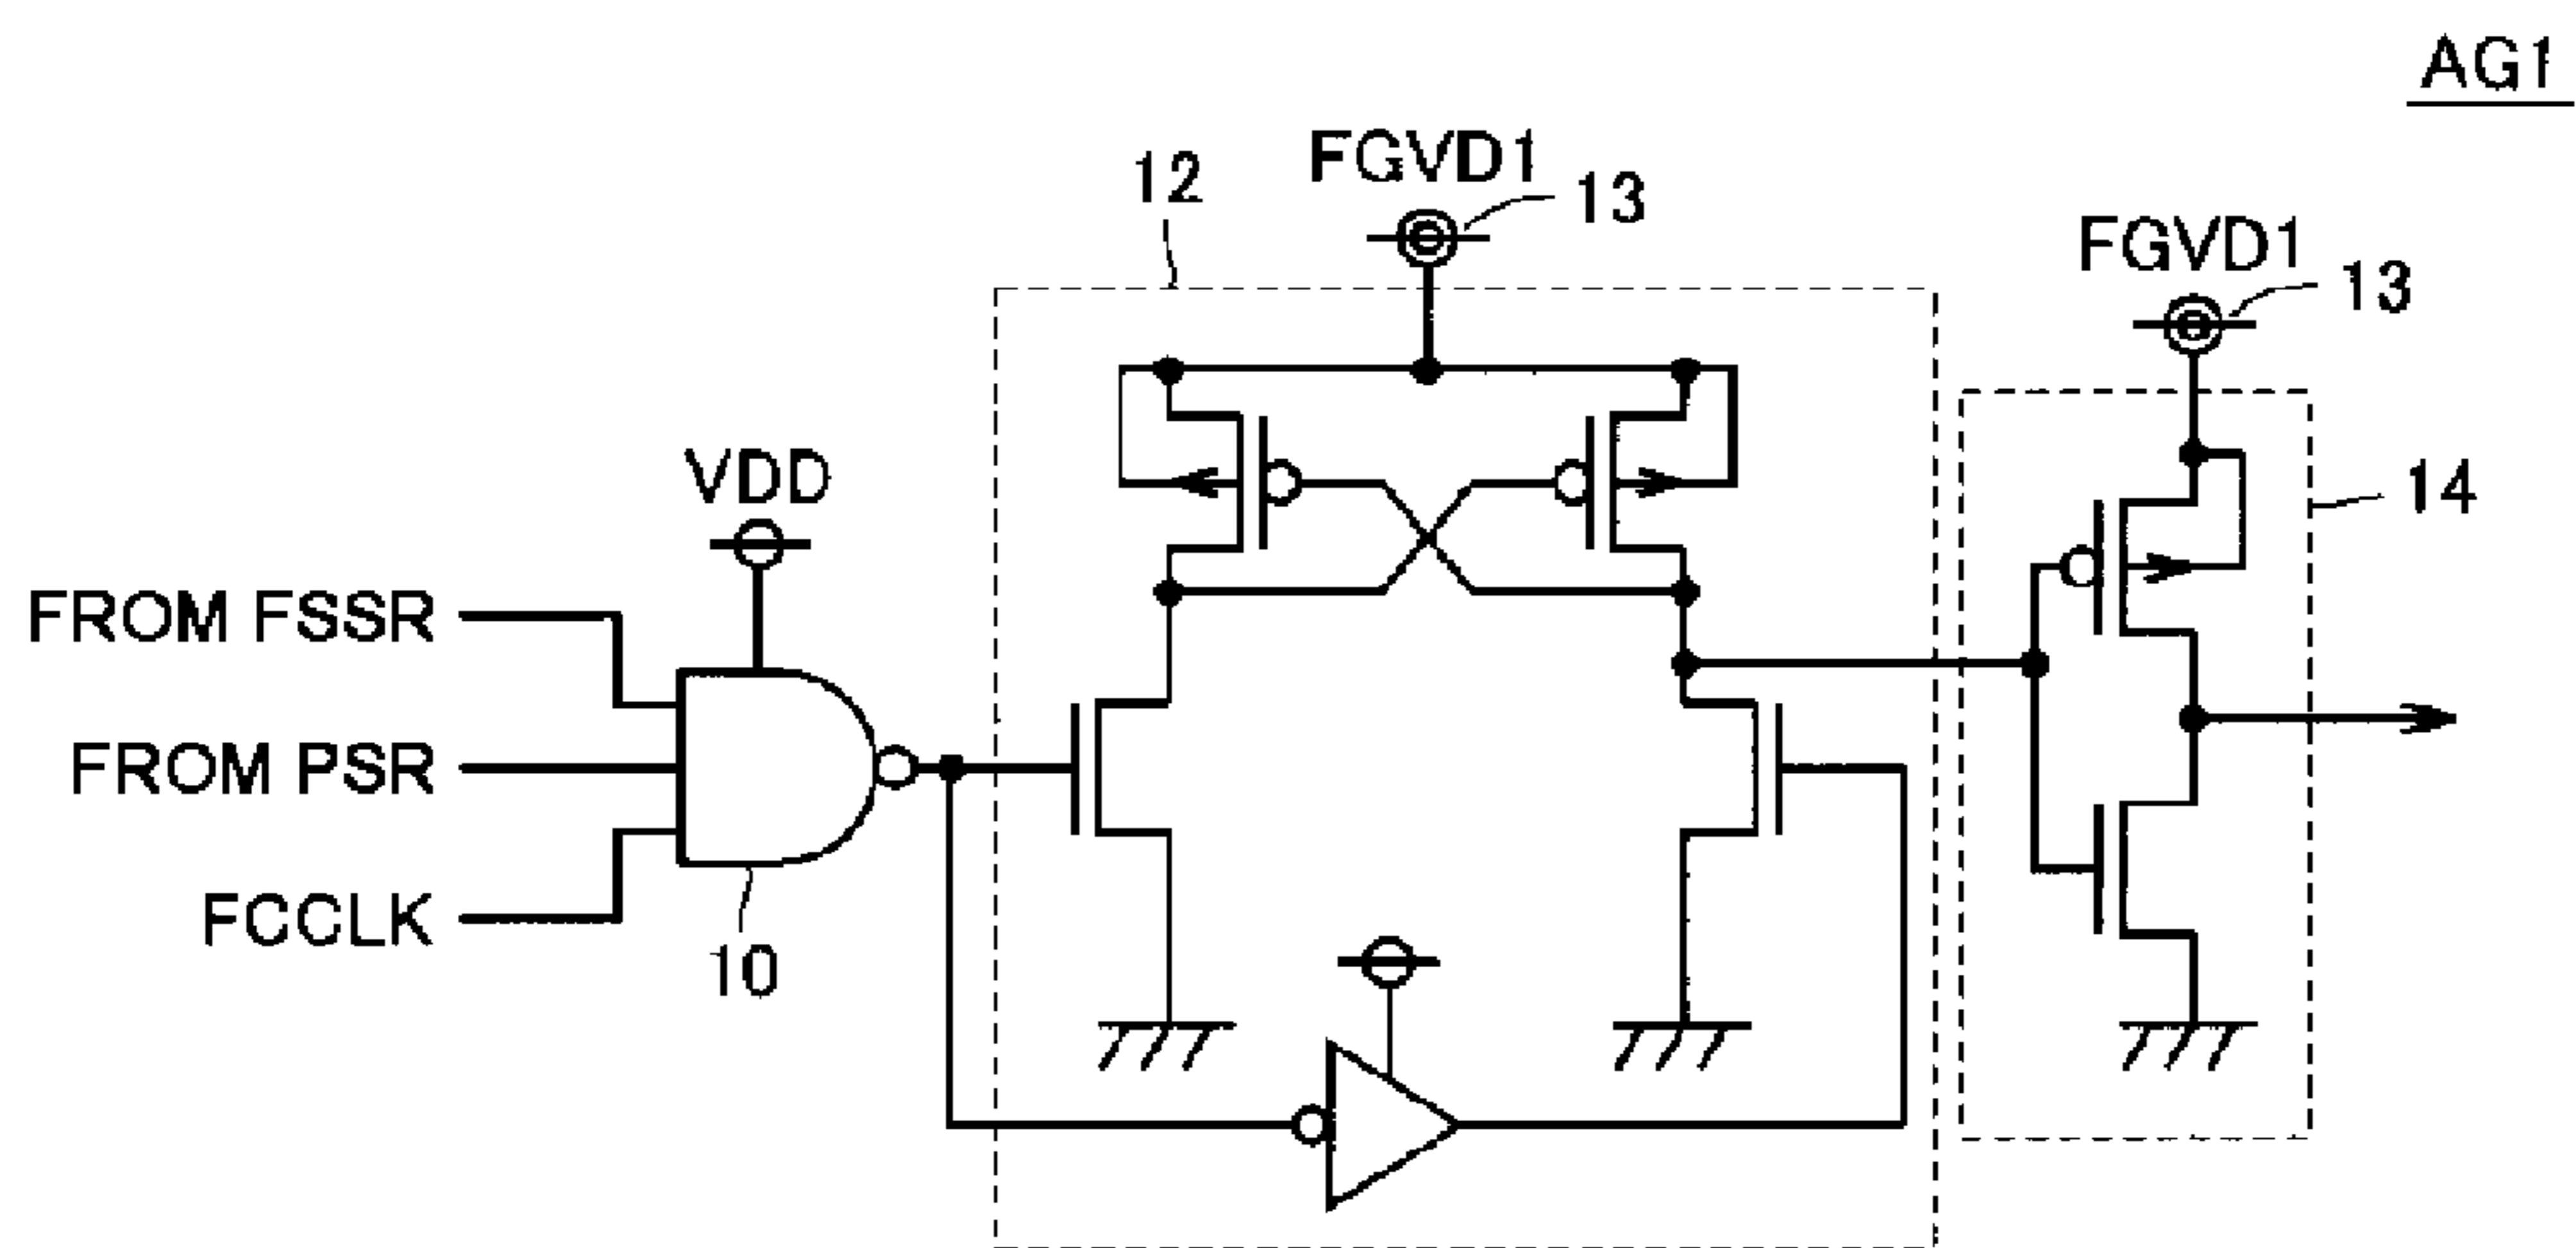 AG1
12
FGVD1
13
FGVD1
13
VDD
14
FROM FSSR
FROM PSR
FCCLK
10